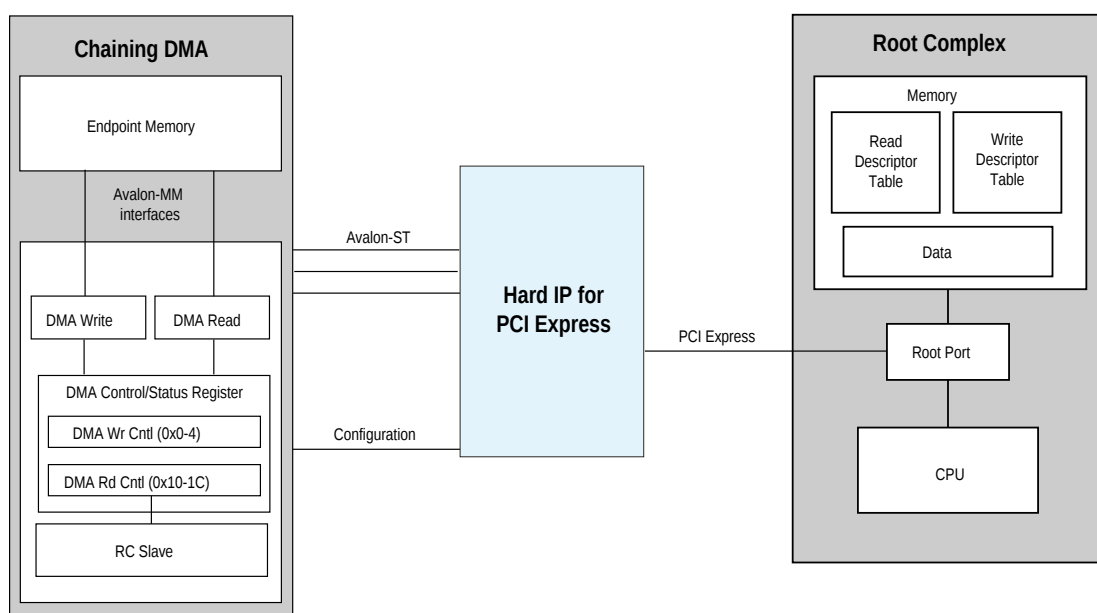 Chaining DMA
Endpoint Memory
Avalon-MM
interfaces
DMA Write
DMA Read
DMA Control/Status Register
DMA Wr Cntl (0x0-4)
DMA Rd Cntl (0x10-1C)
RC Slave
Avalon-ST
Configuration
Hard IP for
PCI Express
PCI Express
Root Complex
Memory
Read
Descriptor
Table
Write
Descriptor
Table
Data
Root Port
CPU